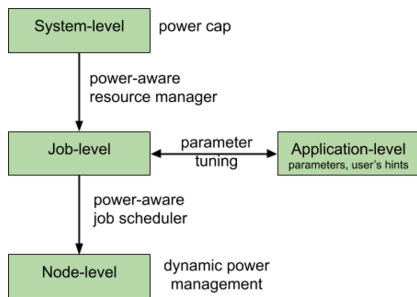 System-level
power cap
power-aware
resource manager
Job-level
parameter
tuning
Application-level
parameters, user's hints
power-aware
job scheduler
Node-level
dynamic power
management